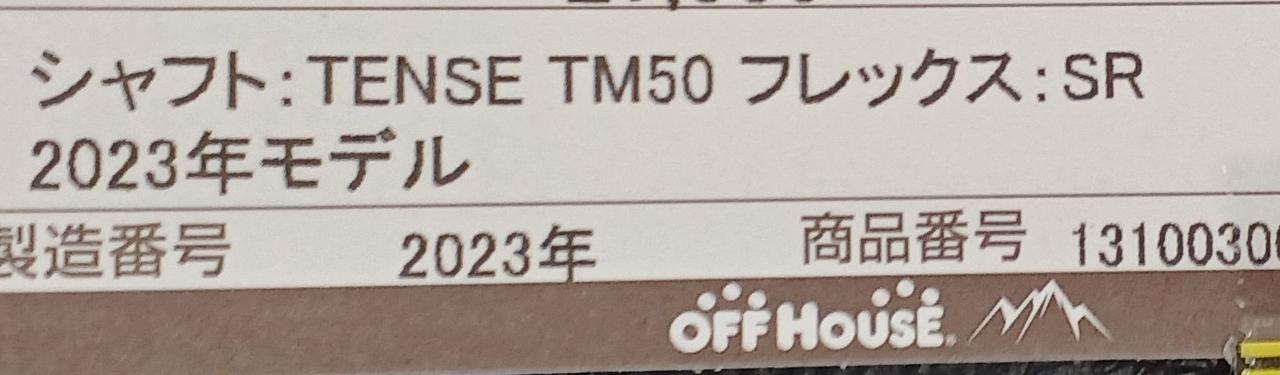 シャフト:TENSE TM50 フレックス:SR
2023年モデル
製造番号 2023年 商品番号 1310030
OFF HOUSE